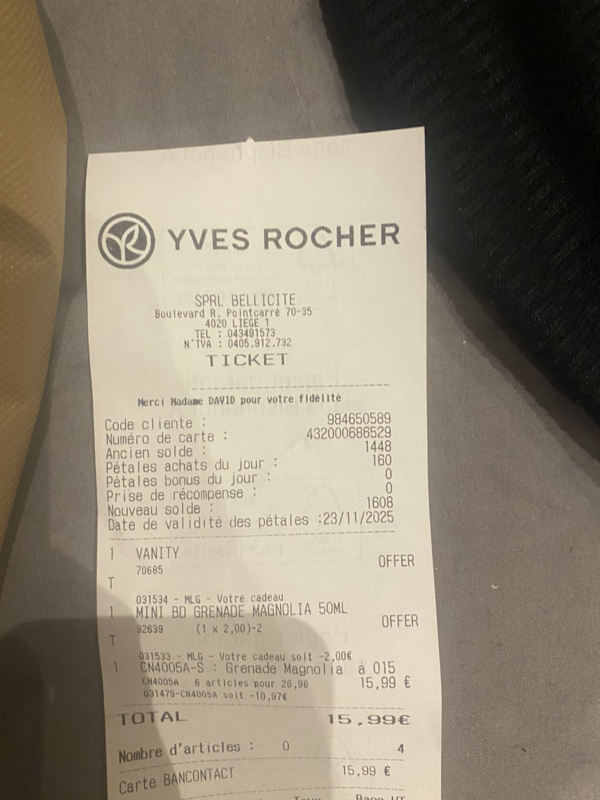 YVES ROCHER
SPRL BELLICITE
Boulevard R. Pointcarré 70-35
4020 LIEGE 1
TEL : 043491573
N°TVA : 0405.912.732
TICKET
Merci Madame DAVID pour votre fidélité
Code cliente : 984650589
Numéro de carte : 432000686529
Ancien solde : 1448
Pétales achats du jour : 160
Pétales bonus du jour : 0
Prise de récompense : 0
Nouveau solde : 1608
Date de validité des pétales :23/11/2025
1 VANITY OFFER
70685
T
031534 - MLG - Votre cadeau
1 MINI BD GRENADE MAGNOLIA 50ML OFFER
92639 (1 x 2,00)-2
T
031533 - MLG - Votre cadeau soit -2,00€
1 CN4005A-S : Grenade Magnolia à 015
CN4005A 6 articles pour 26,96 15,99 €
031479-CN4005A soit -10,97€
TOTAL 15,99€
Nombre d'articles : 0 4
Carte BANCONTACT 15,99 €